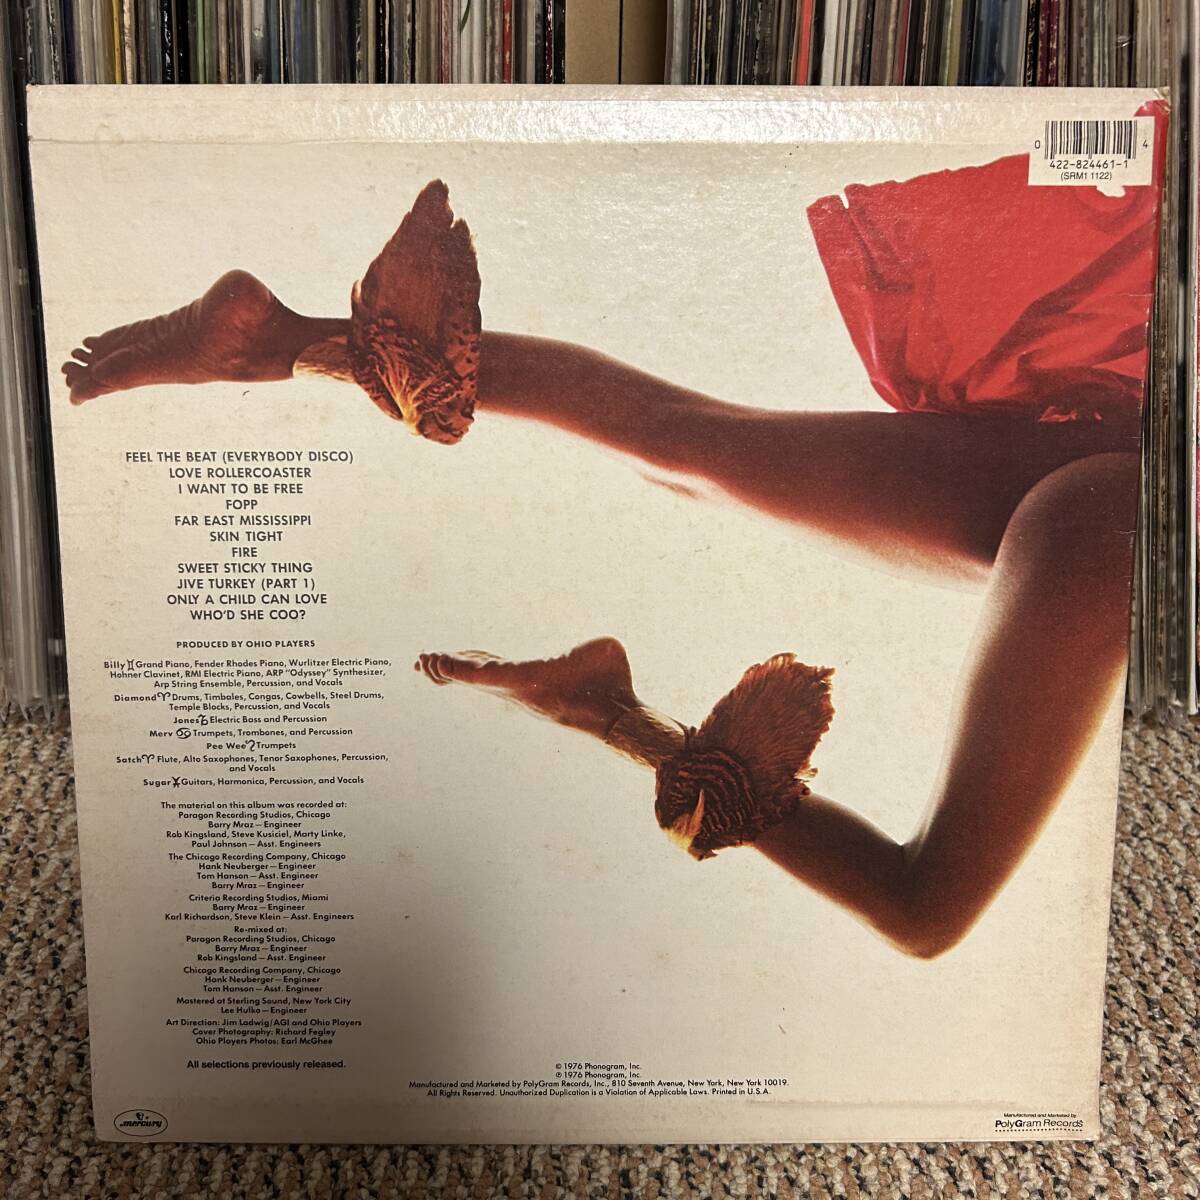 0 4
422-824461-1
(SRM1 1122)
FEEL THE BEAT (EVERYBODY DISCO)
LOVE ROLLERCOASTER
I WANT TO BE FREE
FOPP
FAR EAST MISSISSIPPI
SKIN TIGHT
FIRE
SWEET STICKY THING
JIVE TURKEY (PART 1)
ONLY A CHILD CAN LOVE
WHO'D SHE COO?
PRODUCED BY OHIO PLAYERS
Billy♊Grand Piano, Fender Rhodes Piano, Wurlitzer Electric Piano,
Hohner Clavinet, RMI Electric Piano, ARP "Odyssey" Synthesizer,
Arp String Ensemble, Percussion, and Vocals
Diamond♈Drums, Timbales, Congas, Cowbells, Steel Drums,
Temple Blocks, Percussion, and Vocals
Jones♑Electric Bass and Percussion
Merv ♋Trumpets, Trombones, and Percussion
Pee Wee♌Trumpets
Satch♈Flute, Alto Saxophones, Tenor Saxophones, Percussion,
and Vocals
Sugar♓Guitars, Harmonica, Percussion, and Vocals
The material on this album was recorded at:
Paragon Recording Studios, Chicago
Barry Mraz—Engineer
Rob Kingsland, Steve Kusiciel, Marty Linke,
Paul Johnson—Asst. Engineers
The Chicago Recording Company, Chicago
Hank Neuberger—Engineer
Tom Hanson—Asst. Engineer
Barry Mraz—Engineer
Criteria Recording Studios, Miami
Barry Mraz—Engineer
Karl Richardson, Steve Klein—Asst. Engineers
Re-mixed at:
Paragon Recording Studios, Chicago
Barry Mraz—Engineer
Rob Kingsland—Asst. Engineer
Chicago Recording Company, Chicago
Hank Neuberger—Engineer
Tom Hanson—Asst. Engineer
Mastered at Sterling Sound, New York City
Lee Hulko—Engineer
Art Direction: Jim Ladwig/AGI and Ohio Players
Cover Photography: Richard Fegley
Ohio Players Photos: Earl McGhee
All selections previously released.
© 1976 Phonogram, Inc.
℗ 1976 Phonogram, Inc.
Manufactured and Marketed by PolyGram Records, Inc., 810 Seventh Avenue, New York, New York 10019.
All Rights Reserved. Unauthorized Duplication is a Violation of Applicable Laws. Printed in U.S.A.
mercury
Manufactured and Marketed by
PolyGram Records